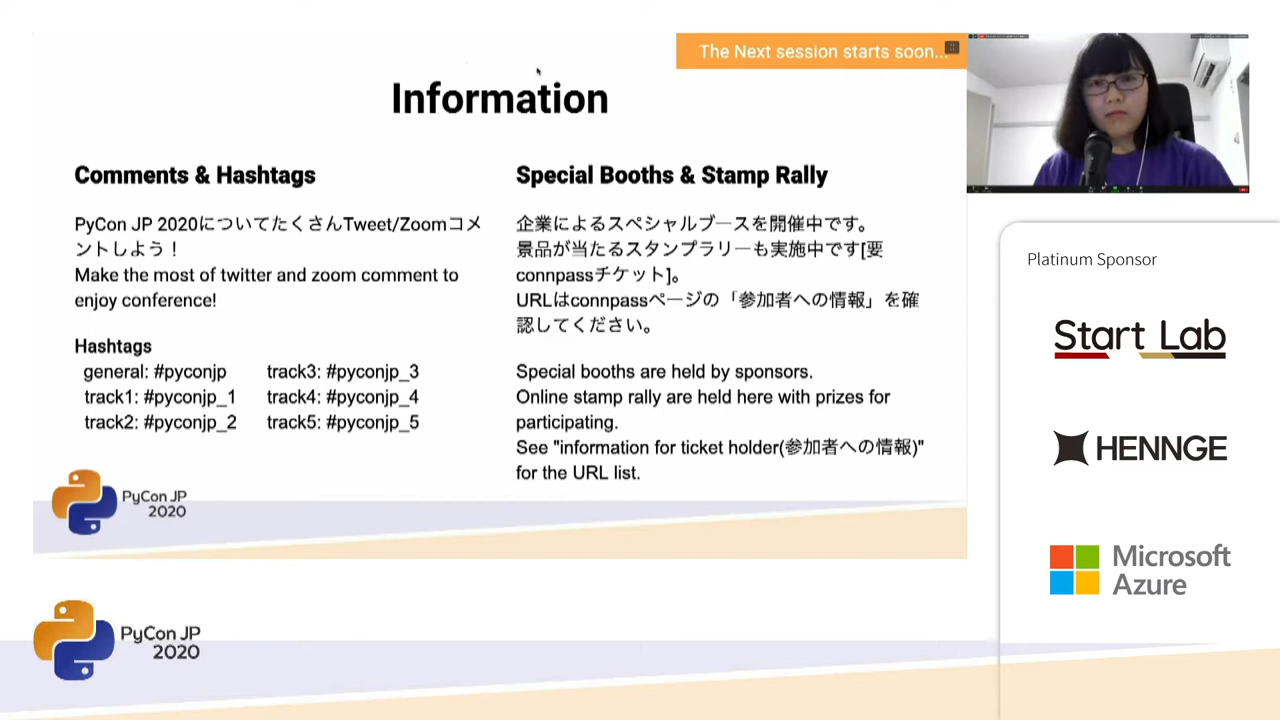 The Next session starts soon...
Information
Comments & Hashtags
PyCon JP 2020についてたくさんTweet/Zoomコメ
ントしよう！
Make the most of twitter and zoom comment to
enjoy conference!
Hashtags
general: #pyconjp
track3: #pyconjp_3
track1: #pyconjp_1
track4: #pyconjp_4
track2: #pyconjp_2
track5: #pyconjp_5
Special Booths & Stamp Rally
企業によるスペシャルブースを開催中です。
景品が当たるスタンプラリーも実施中です[要
connpassチケット]。
URLはconnpassページの「参加者への情報」を確
認してください。
Special booths are held by sponsors.
Online stamp rally are held here with prizes for
participating.
See "information for ticket holder(参加者への情報)"
for the URL list.
PyCon JP
2020
Platinum Sponsor
Start Lab
HENNGE
Microsoft
Azure
PyCon JP
2020